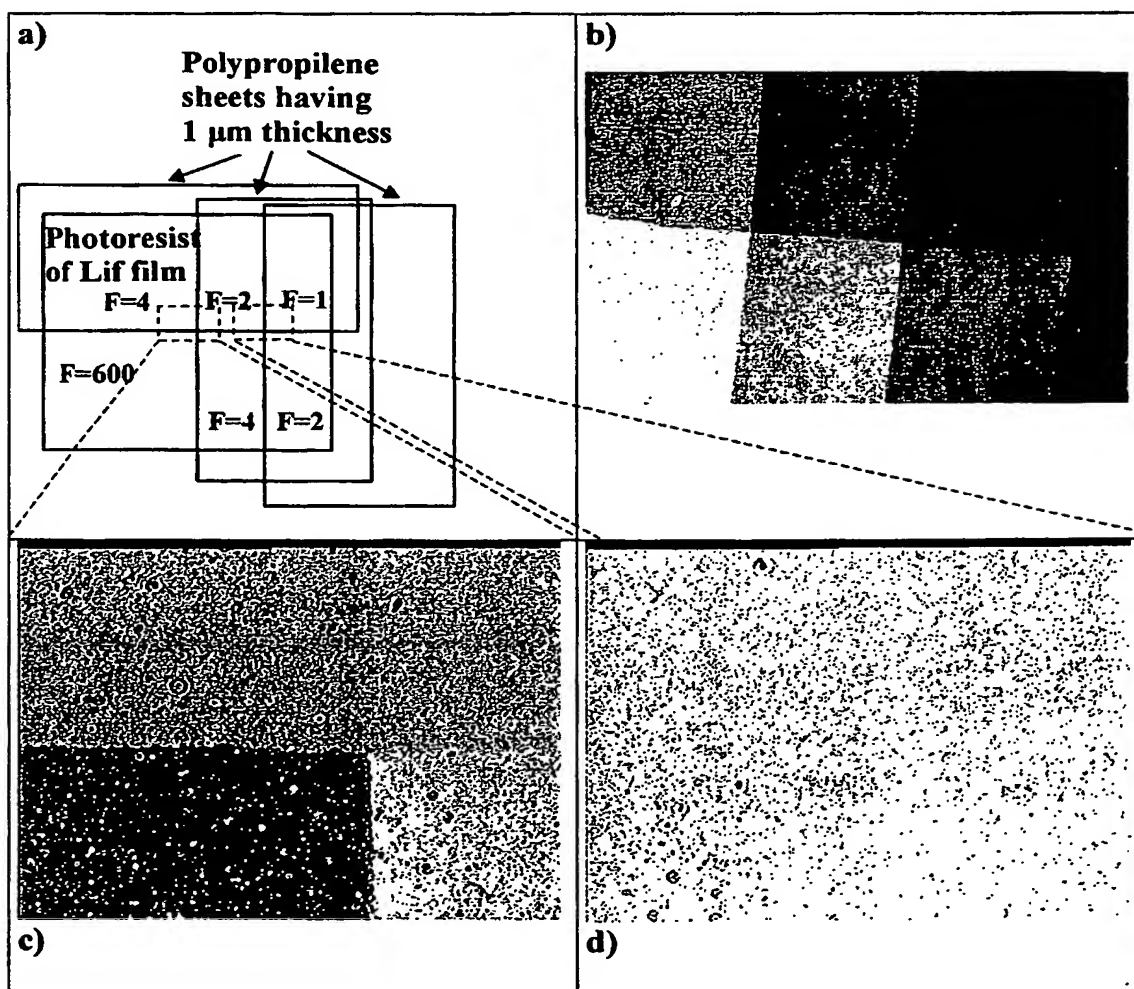 a)
Polypropilene
sheets having
1 µm thickness
Photoresist
of Lif film
F=4
F=2
F=1
F=600
F=4
F=2
b)
c)
d)